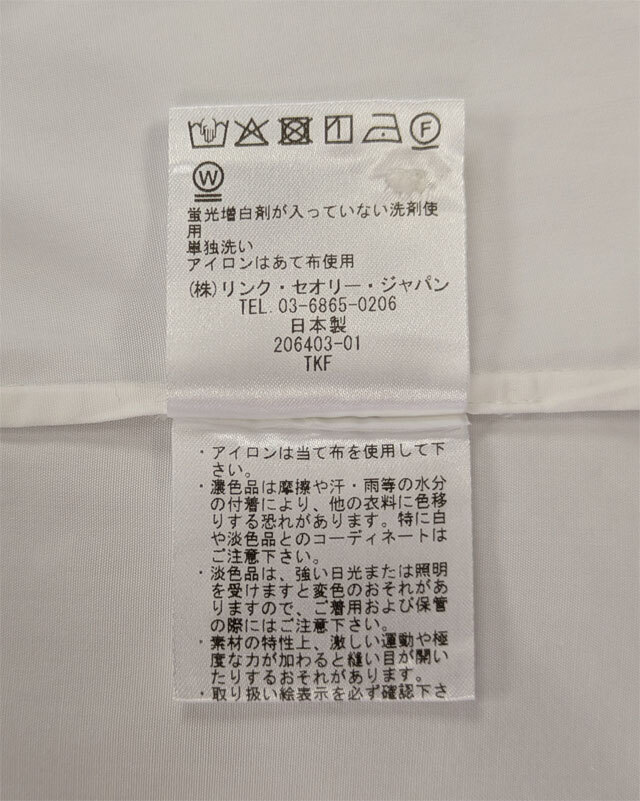 F
W
蛍光増白剤が入っていない洗剤使
用
単独洗い
アイロンはあて布使用
(株)リンク・セオリー・ジャパン
TEL.03-6865-0206
日本製
206403-01
TKF
・アイロンは当て布を使用して下
さい。
・濃色品は摩擦や汗・雨等の水分
の付着により、他の衣料に色移
りする恐れがあります。特に白
や淡色品とのコーディネートは
ご注意下さい。
・淡色品は、強い日光または照明
を受けますと変色のおそれがあ
りますので、ご着用および保管
の際にはご注意下さい。
・素材の特性上、激しい運動や極
度な力が加わると縫い目が開い
たりするおそれがあります。
・取り扱い絵表示を必ず確認下さ